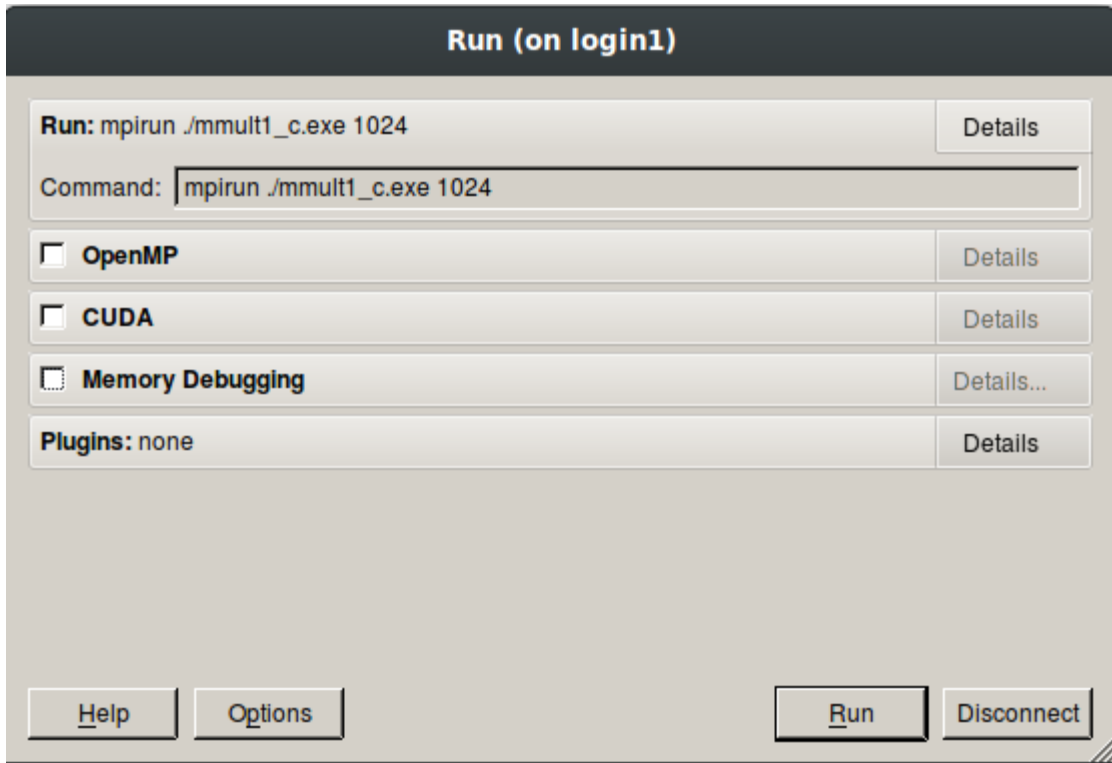 Run (on login1)
Run: mpirun ./mmult1_c.exe 1024 Details
Command: mpirun ./mmult1_c.exe 1024
OpenMP Details
CUDA Details
Memory Debugging Details...
Plugins: none Details
Help Options Run Disconnect